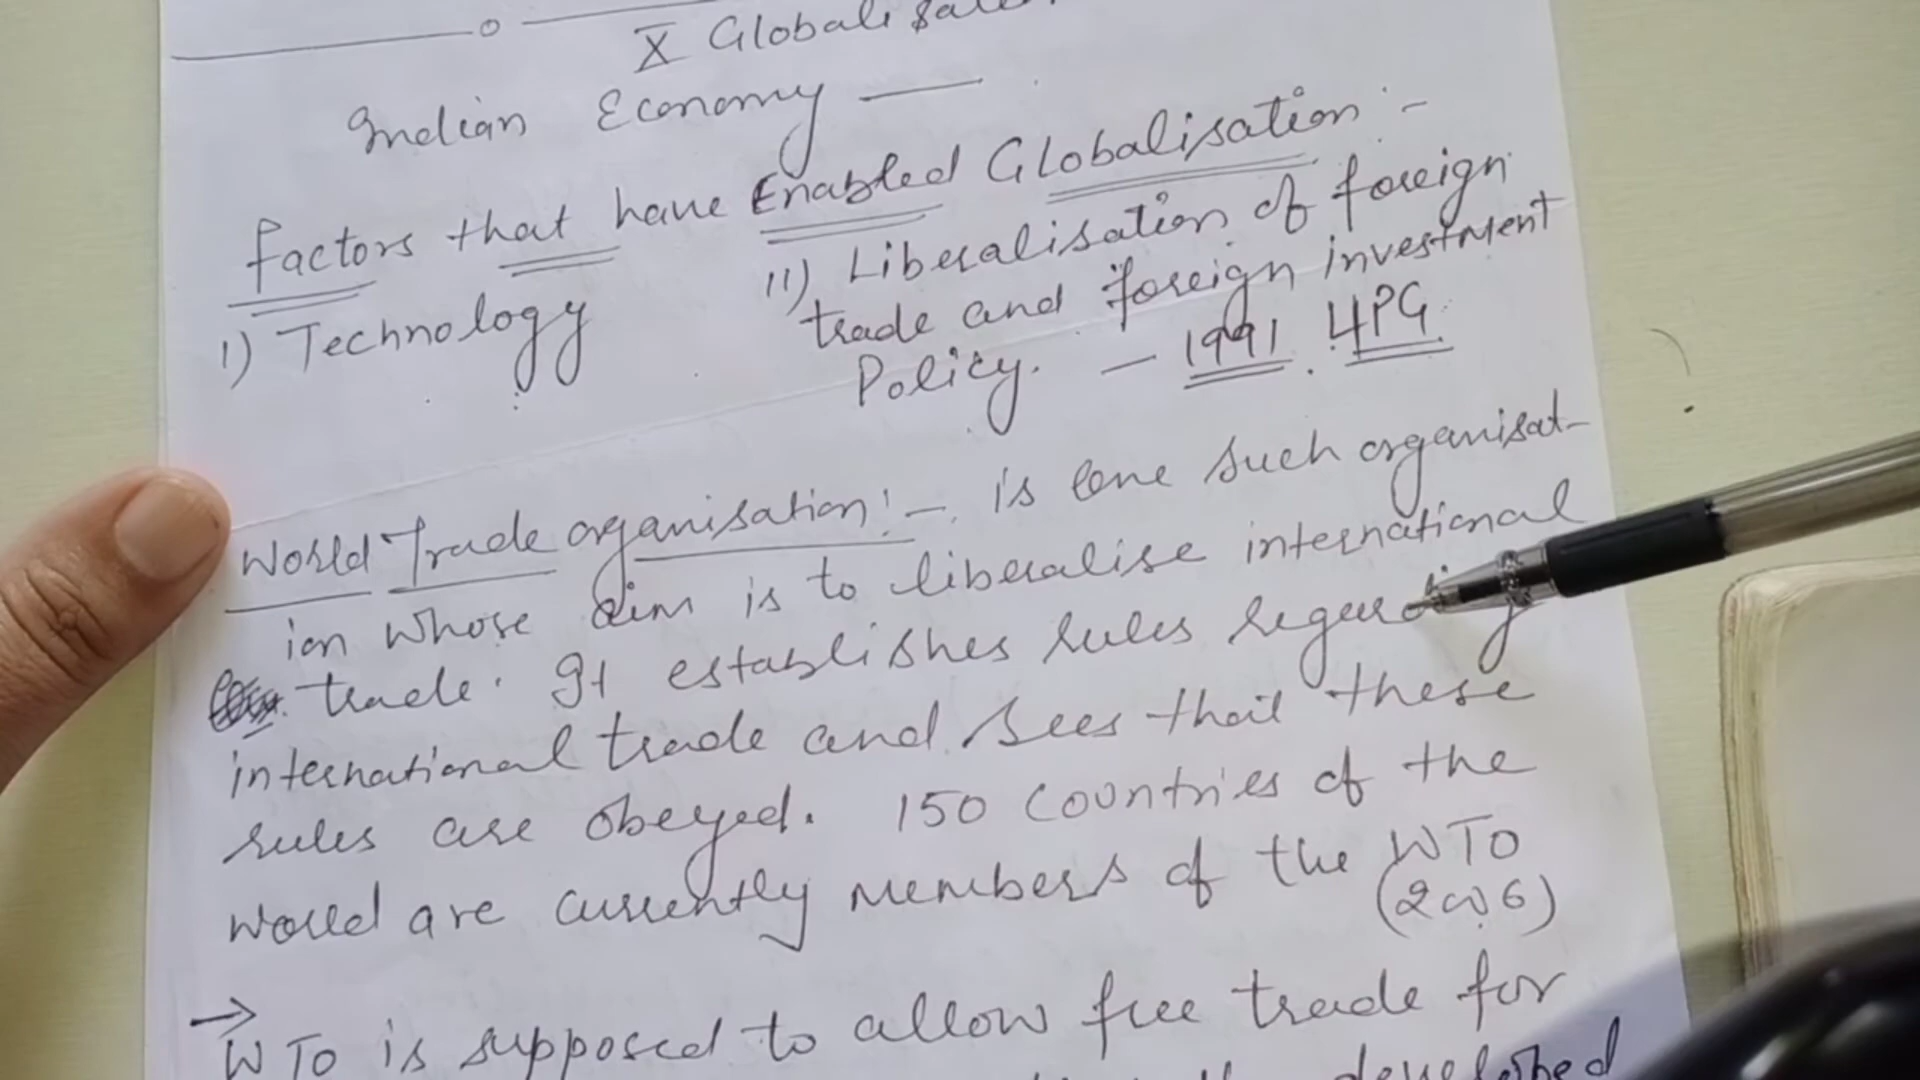 X Globalisat
Indian Economy —
factors that have Enabled Globalisation :-
1) Technology
11) Liberalisation of foreign
trade and foreign investment
Policy. — 1991. LPG
World Trade organisation :- is one such organisat-
ion whose aim is to liberalise international
trade. It establishes rules regarding
international trade and sees that these
rules are obeyed. 150 countries of the
world are currently members of the WTO
(2006)
→ WTO is supposed to allow free trade for
developed